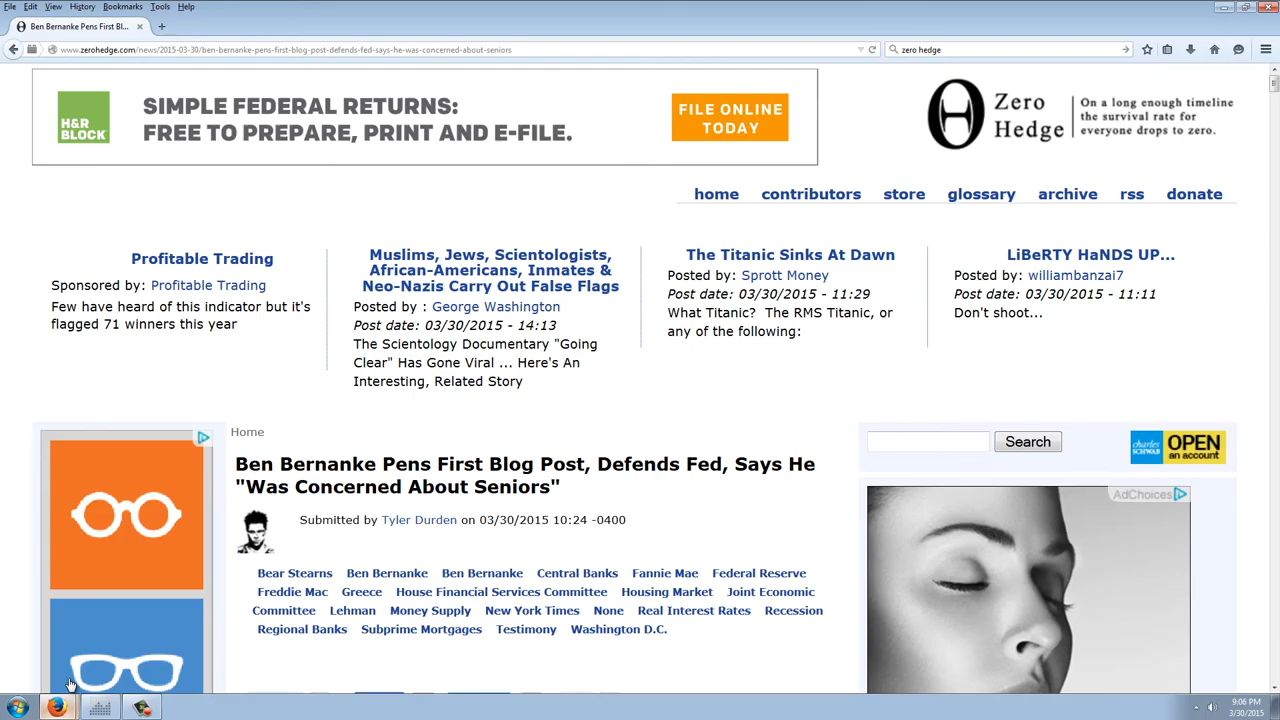 File Edit View History Bookmarks Tools Help
Ben Bernanke Pens First Bl...
www.zerohedge.com/news/2015-03-30/ben-bernanke-pens-first-blog-post-defends-fed-says-he-was-concerned-about-seniors
zero hedge
H&R BLOCK
SIMPLE FEDERAL RETURNS:
FREE TO PREPARE, PRINT AND E-FILE.
FILE ONLINE
TODAY
Zero
Hedge
On a long enough timeline
the survival rate for
everyone drops to zero.
home contributors store glossary archive rss donate
Profitable Trading
Sponsored by: Profitable Trading
Few have heard of this indicator but it's
flagged 71 winners this year
Muslims, Jews, Scientologists,
African-Americans, Inmates &
Neo-Nazis Carry Out False Flags
Posted by : George Washington
Post date: 03/30/2015 - 14:13
The Scientology Documentary "Going
Clear" Has Gone Viral ... Here's An
Interesting, Related Story
The Titanic Sinks At Dawn
Posted by: Sprott Money
Post date: 03/30/2015 - 11:29
What Titanic? The RMS Titanic, or
any of the following:
LiBeRTY HaNDS UP...
Posted by: williambanzai7
Post date: 03/30/2015 - 11:11
Don't shoot...
Home
Ben Bernanke Pens First Blog Post, Defends Fed, Says He
"Was Concerned About Seniors"
Submitted by Tyler Durden on 03/30/2015 10:24 -0400
Bear Stearns Ben Bernanke Ben Bernanke Central Banks Fannie Mae Federal Reserve
Freddie Mac Greece House Financial Services Committee Housing Market Joint Economic
Committee Lehman Money Supply New York Times None Real Interest Rates Recession
Regional Banks Subprime Mortgages Testimony Washington D.C.
Search
charles SCHWAB
OPEN
an account
AdChoices
9:06 PM
3/30/2015